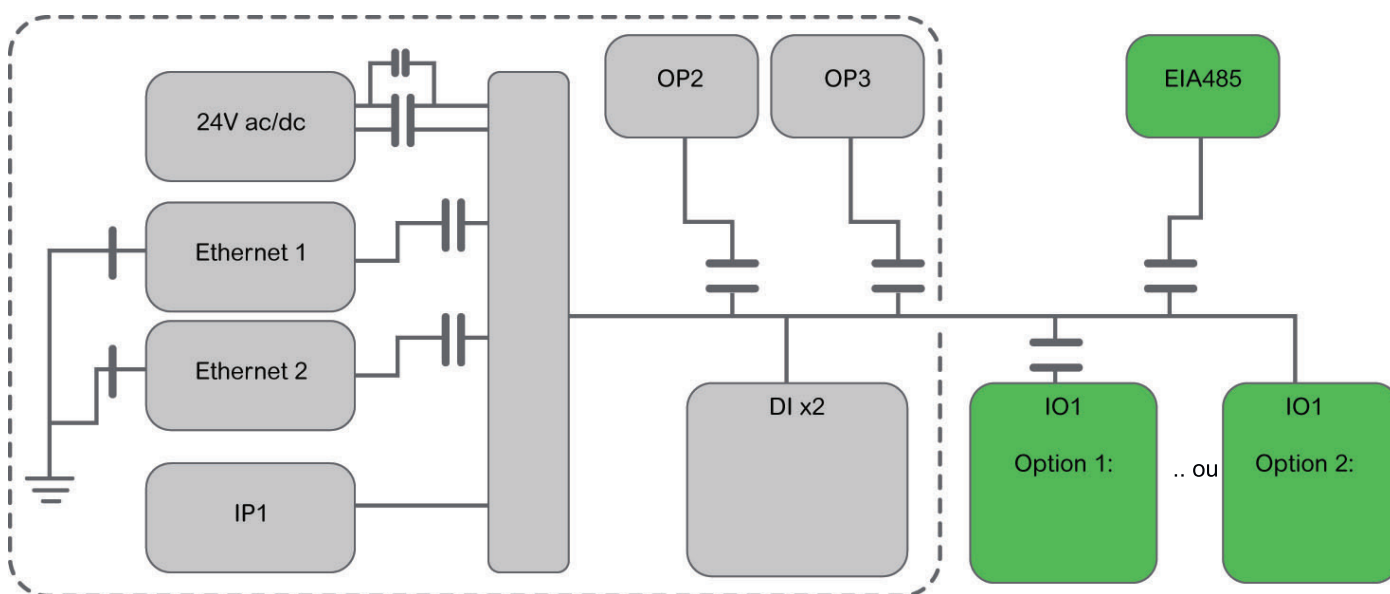 24V ac/dc
Ethernet 1
Ethernet 2
IP1
OP2
OP3
DI x2
EIA485
IO1
Option 1:
.. ou
IO1
Option 2: